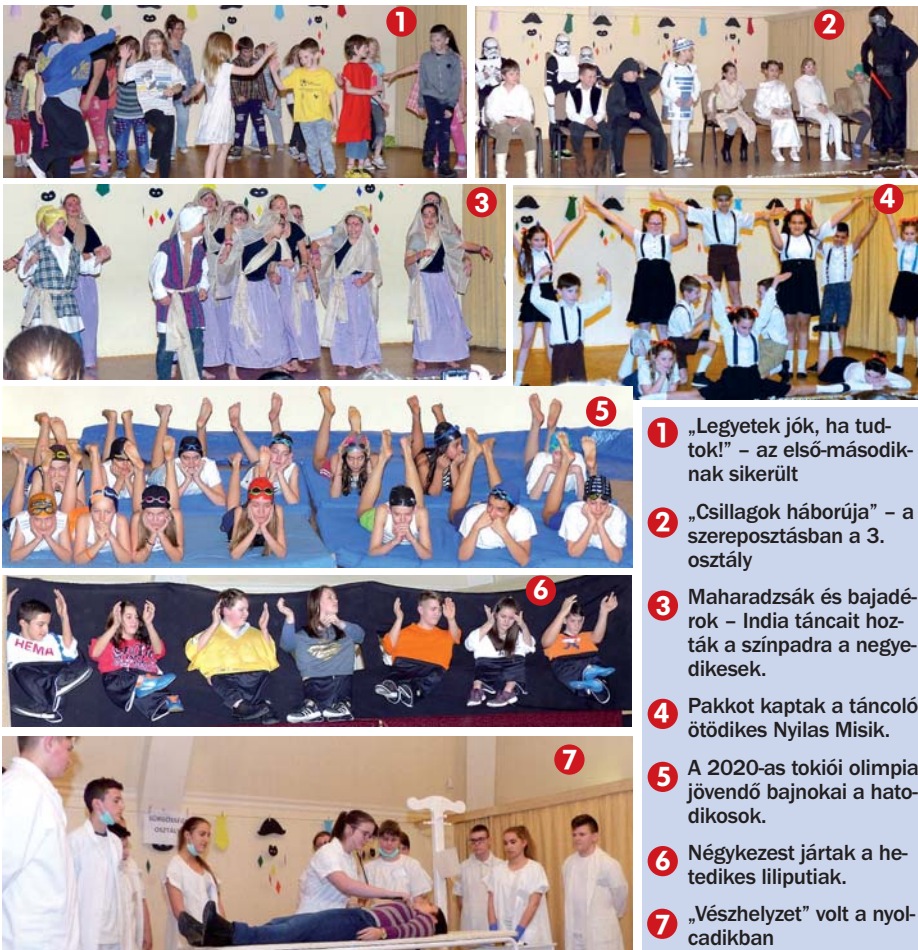 1
2
3
4
5
6
7
HEMA
SÜRGŐSSÉGI
OSZTÁLY
1 „Legyetek jók, ha tud-
tok!” – az első-második-
nak sikerült
2 „Csillagok háborúja” – a
szereposztásban a 3.
osztály
3 Maharadzsák és bajadé-
rok – India táncait hoz-
ták a színpadra a negye-
dikesek.
4 Pakkot kaptak a táncoló
ötödikes Nyilas Misik.
5 A 2020-as tokiói olimpia
jövendő bajnokai a hato-
dikosok.
6 Négykezest jártak a he-
tedikes liliputiak.
7 „Vészhelyzet” volt a nyol-
cadikban